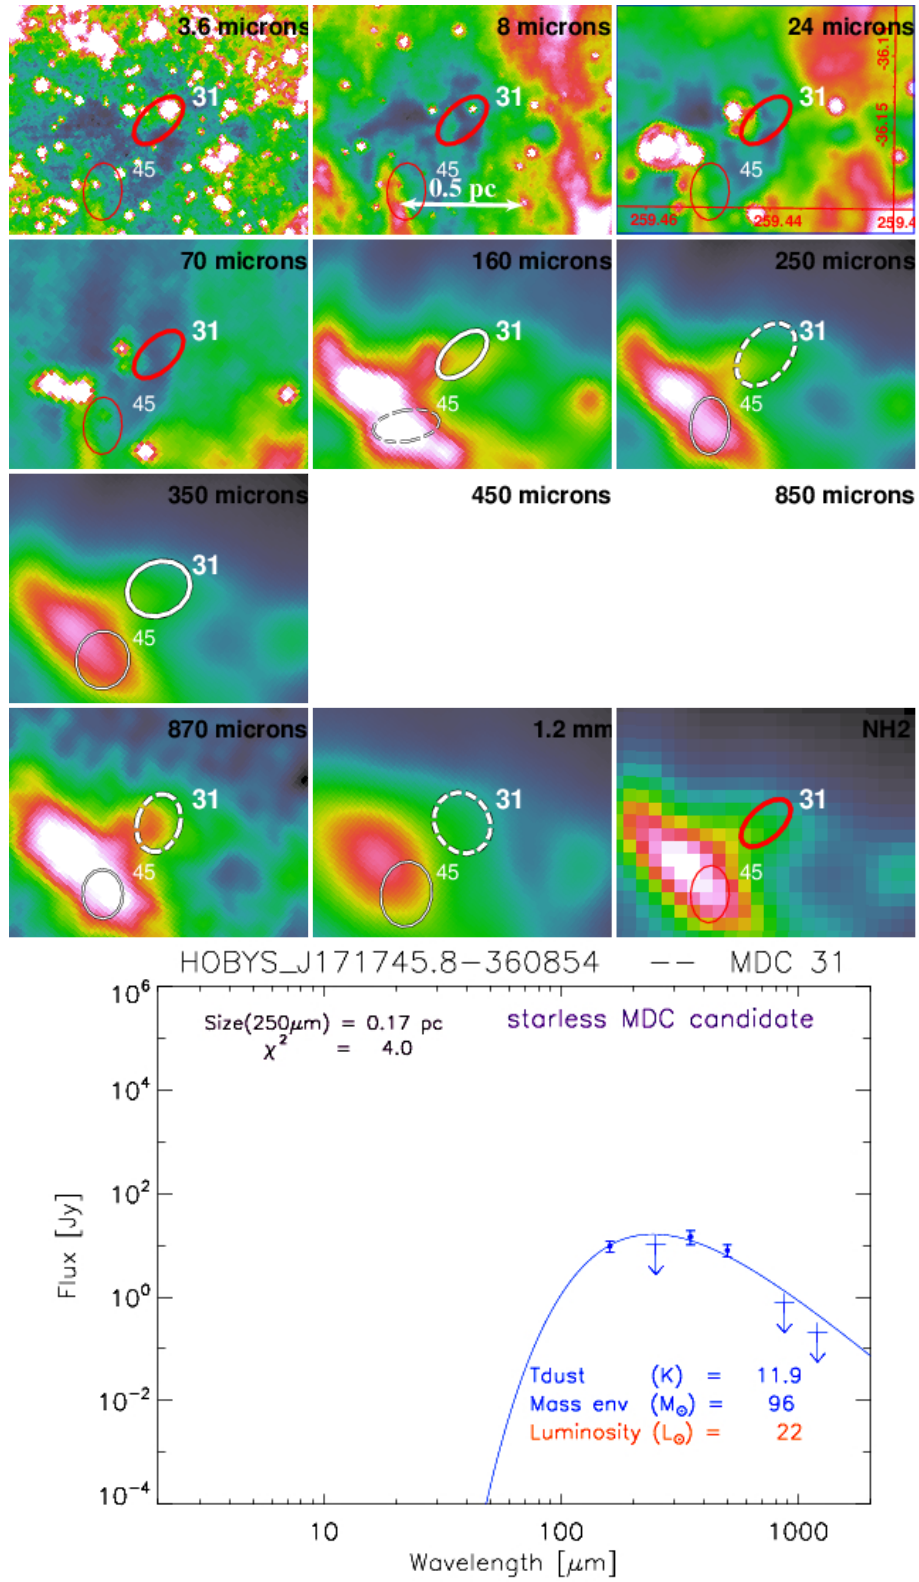 3.6 microns
31
45
8 microns
31
45
0.5 pc
24 microns
31
45
-36.1
-36.15
259.46
259.44
259.4
70 microns
31
45
160 microns
31
45
250 microns
31
45
350 microns
31
45
450 microns
850 microns
870 microns
31
45
1.2 mm
31
45
NH2
31
45
HOBYS_J171745.8-360854 -- MDC 31
Size(250μm) = 0.17 pc
χ² = 4.0
starless MDC candidate
10⁶
10⁴
10²
10⁰
10⁻²
10⁻⁴
Flux [Jy]
Tdust (K) = 11.9
Mass env (M⊙) = 96
Luminosity (L⊙) = 22
10
100
1000
Wavelength [μm]